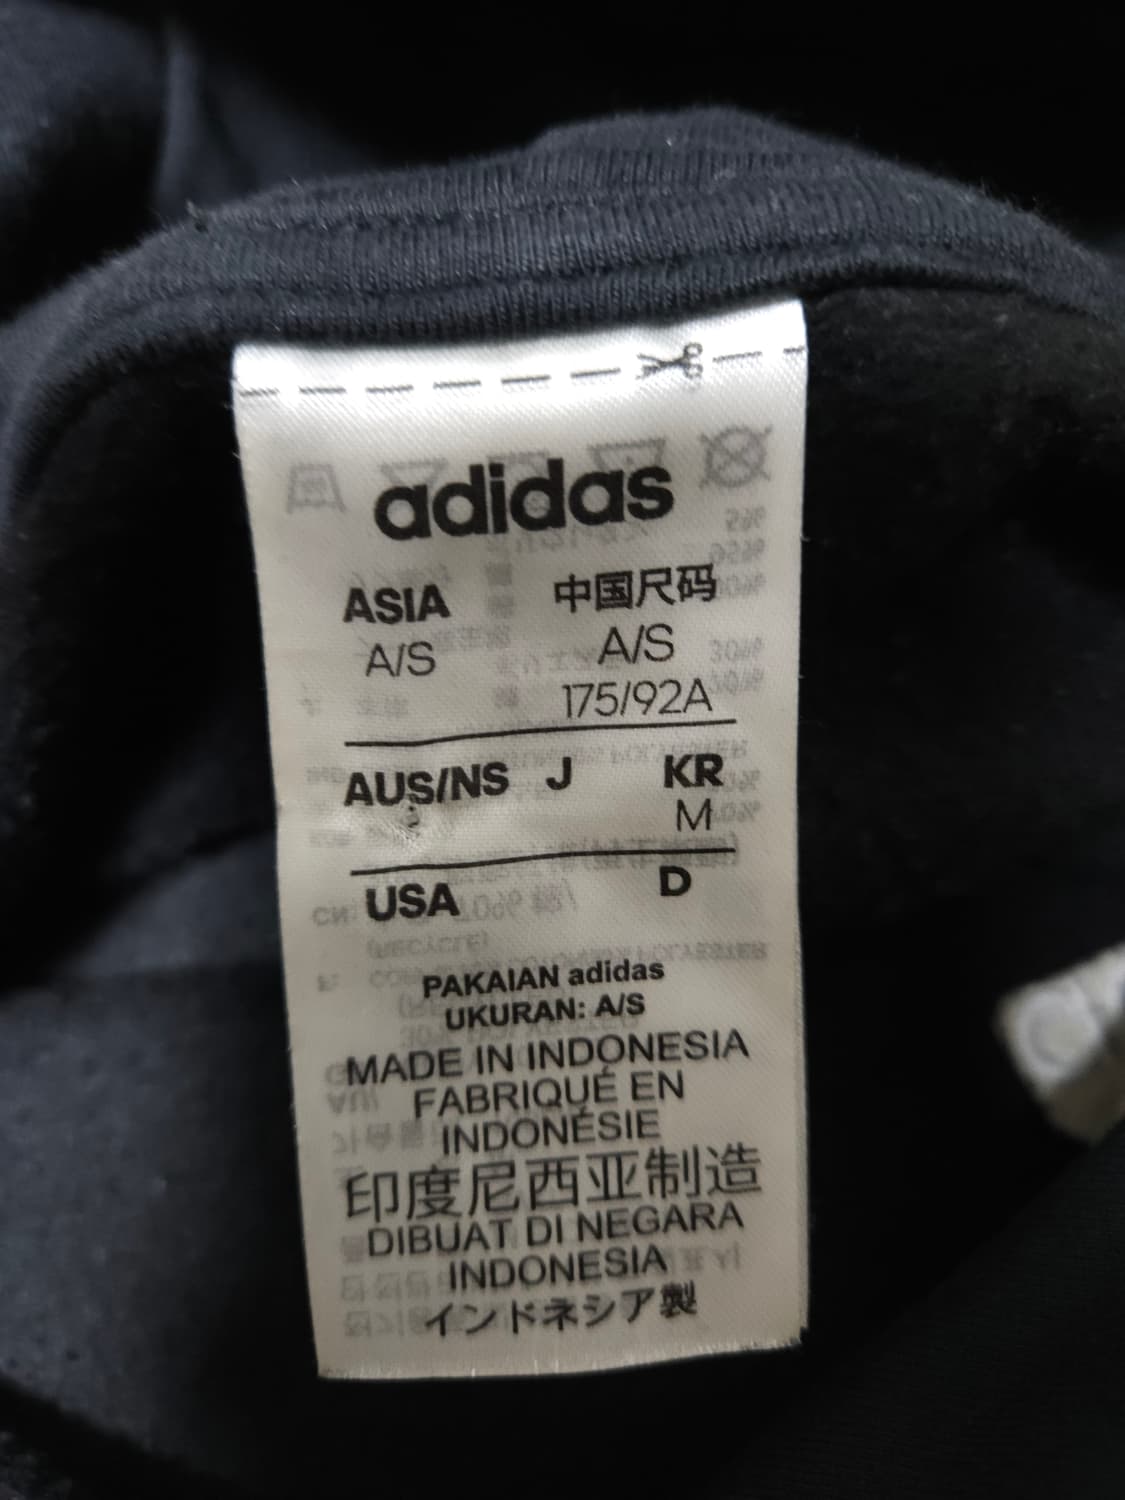 adidas
ASIA 中国尺码
A/S A/S
175/92A
AUS/NS J KR
M
USA D
PAKAIAN adidas
UKURAN: A/S
MADE IN INDONESIA
FABRIQUÉ EN
INDONÉSIE
印度尼西亚制造
DIBUAT DI NEGARA
INDONESIA
インドネシア製